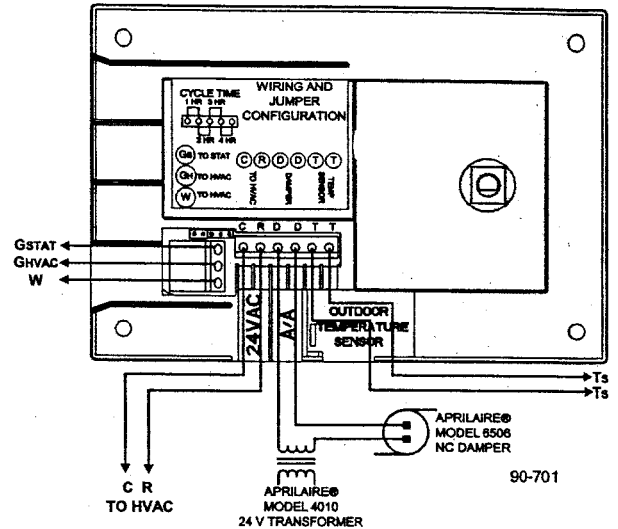 CYCLE TIME
1 HR 3 HR
2 HR 4 HR
WIRING AND
JUMPER
CONFIGURATION
Gs TO STAT
GH TO HVAC
W TO HVAC
C R D D T T
TO HVAC
DAMPER
TEMP
SENSOR
C R D D T T
GSTAT
GHVAC
W
24VAC
A/A
OUTDOOR
TEMPERATURE
SENSOR
Ts
Ts
APRILAIRE®
MODEL 6506
NC DAMPER
90-701
C R
TO HVAC
APRILAIRE®
MODEL 4010
24 V TRANSFORMER